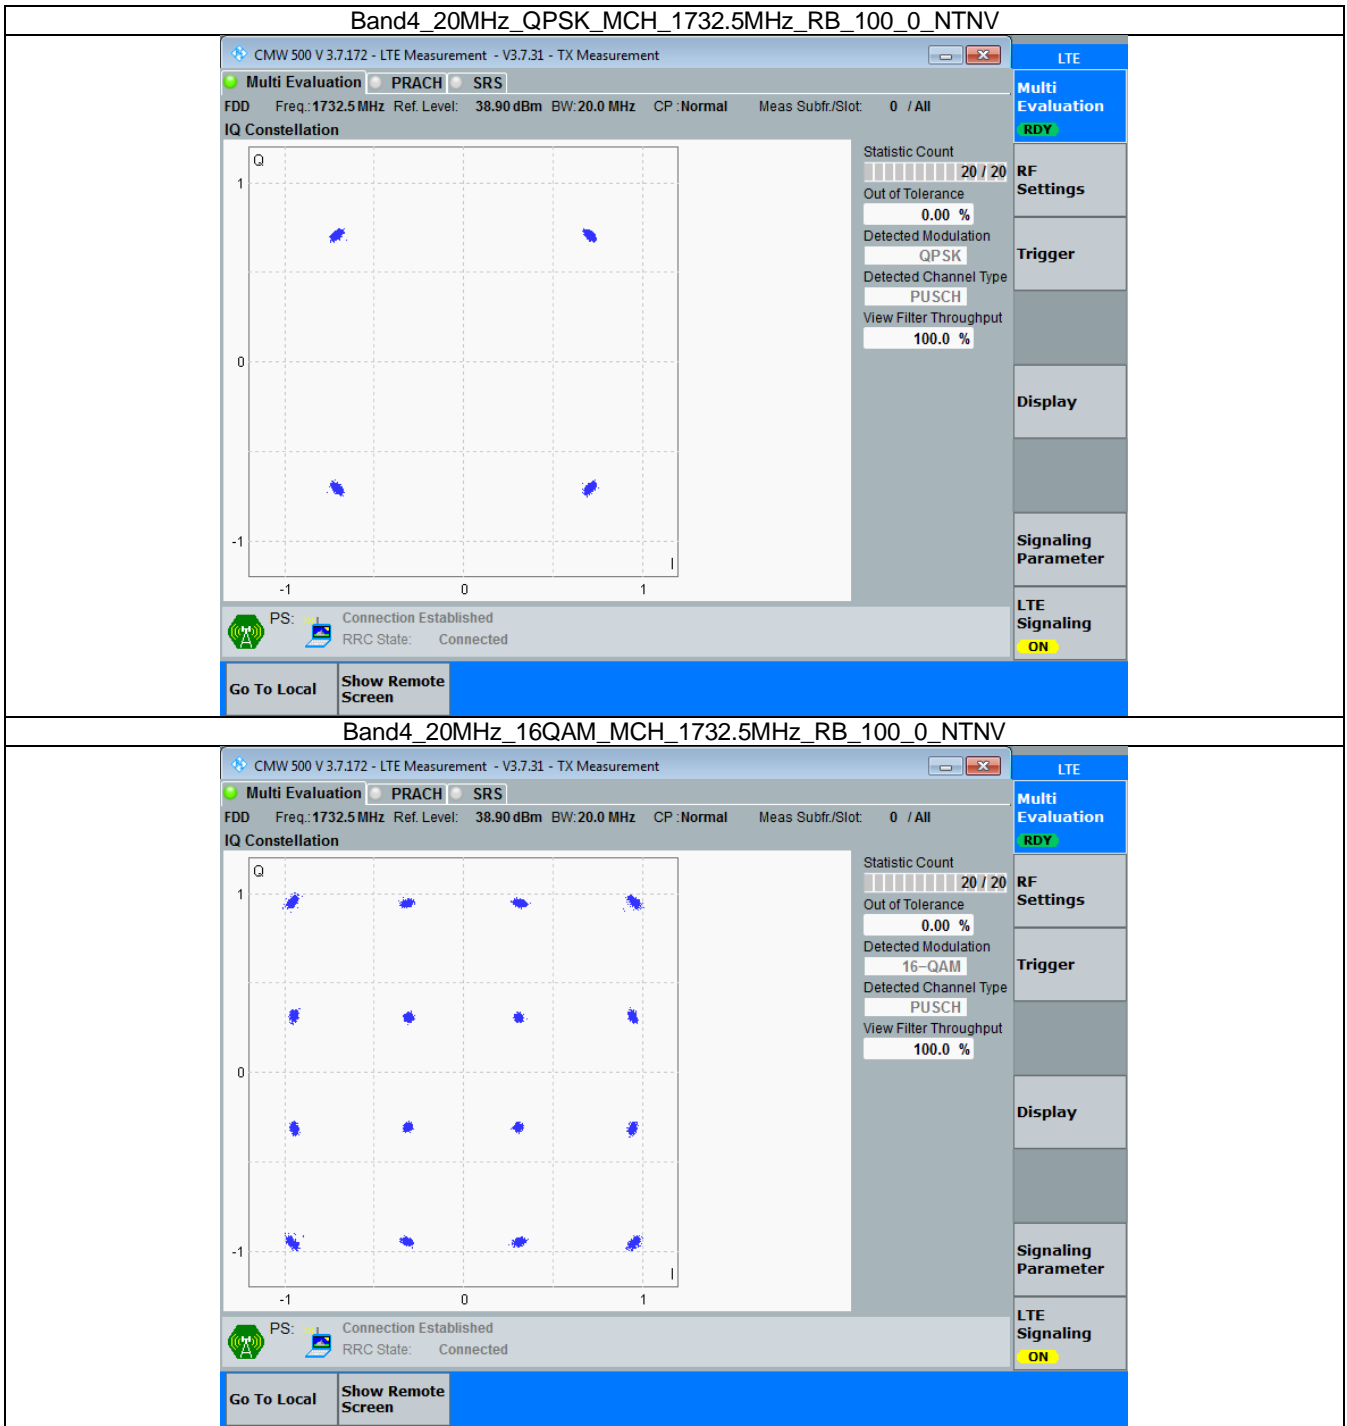 Band4_20MHz_QPSK_MCH_1732.5MHz_RB_100_0_NTNV
CMW 500 V 3.7.172 - LTE Measurement - V3.7.31 - TX Measurement
LTE
Multi Evaluation PRACH SRS
Multi
Evaluation
RDY
FDD Freq.: 1732.5 MHz Ref. Level: 38.90 dBm BW: 20.0 MHz CP : Normal Meas Subfr./Slot: 0 / All
IQ Constellation
Q
1
0
-1
I
-1 0 1
Statistic Count
20 / 20
Out of Tolerance
0.00 %
Detected Modulation
QPSK
Detected Channel Type
PUSCH
View Filter Throughput
100.0 %
RF
Settings
Trigger
Display
Signaling
Parameter
LTE
Signaling
ON
PS: Connection Established
RRC State: Connected
Go To Local
Show Remote
Screen
Band4_20MHz_16QAM_MCH_1732.5MHz_RB_100_0_NTNV
CMW 500 V 3.7.172 - LTE Measurement - V3.7.31 - TX Measurement
LTE
Multi Evaluation PRACH SRS
Multi
Evaluation
RDY
FDD Freq.: 1732.5 MHz Ref. Level: 38.90 dBm BW: 20.0 MHz CP : Normal Meas Subfr./Slot: 0 / All
IQ Constellation
Q
1
0
-1
I
-1 0 1
Statistic Count
20 / 20
Out of Tolerance
0.00 %
Detected Modulation
16-QAM
Detected Channel Type
PUSCH
View Filter Throughput
100.0 %
RF
Settings
Trigger
Display
Signaling
Parameter
LTE
Signaling
ON
PS: Connection Established
RRC State: Connected
Go To Local
Show Remote
Screen